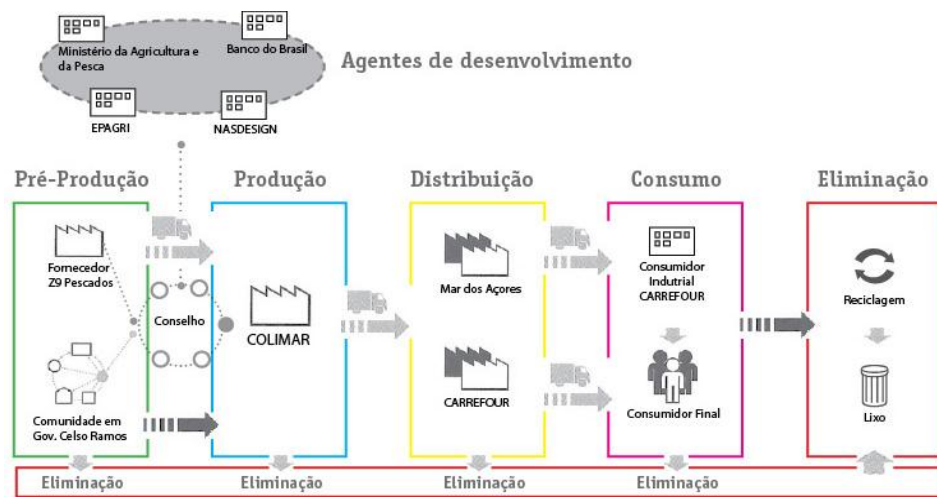 Ministério da Agricultura e
da Pesca
Banco do Brasil
EPAGRI
NASDESIGN
Agentes de desenvolvimento
Pré-Produção
Produção
Distribuição
Consumo
Eliminação
Fornecedor
Z9 Pescados
Conselho
Comunidade em
Gov. Celso Ramos
COLIMAR
Mar dos Açores
CARREFOUR
Consumidor
Indutrial
CARREFOUR
Consumidor Final
Reciclagem
Lixo
Eliminação
Eliminação
Eliminação
Eliminação